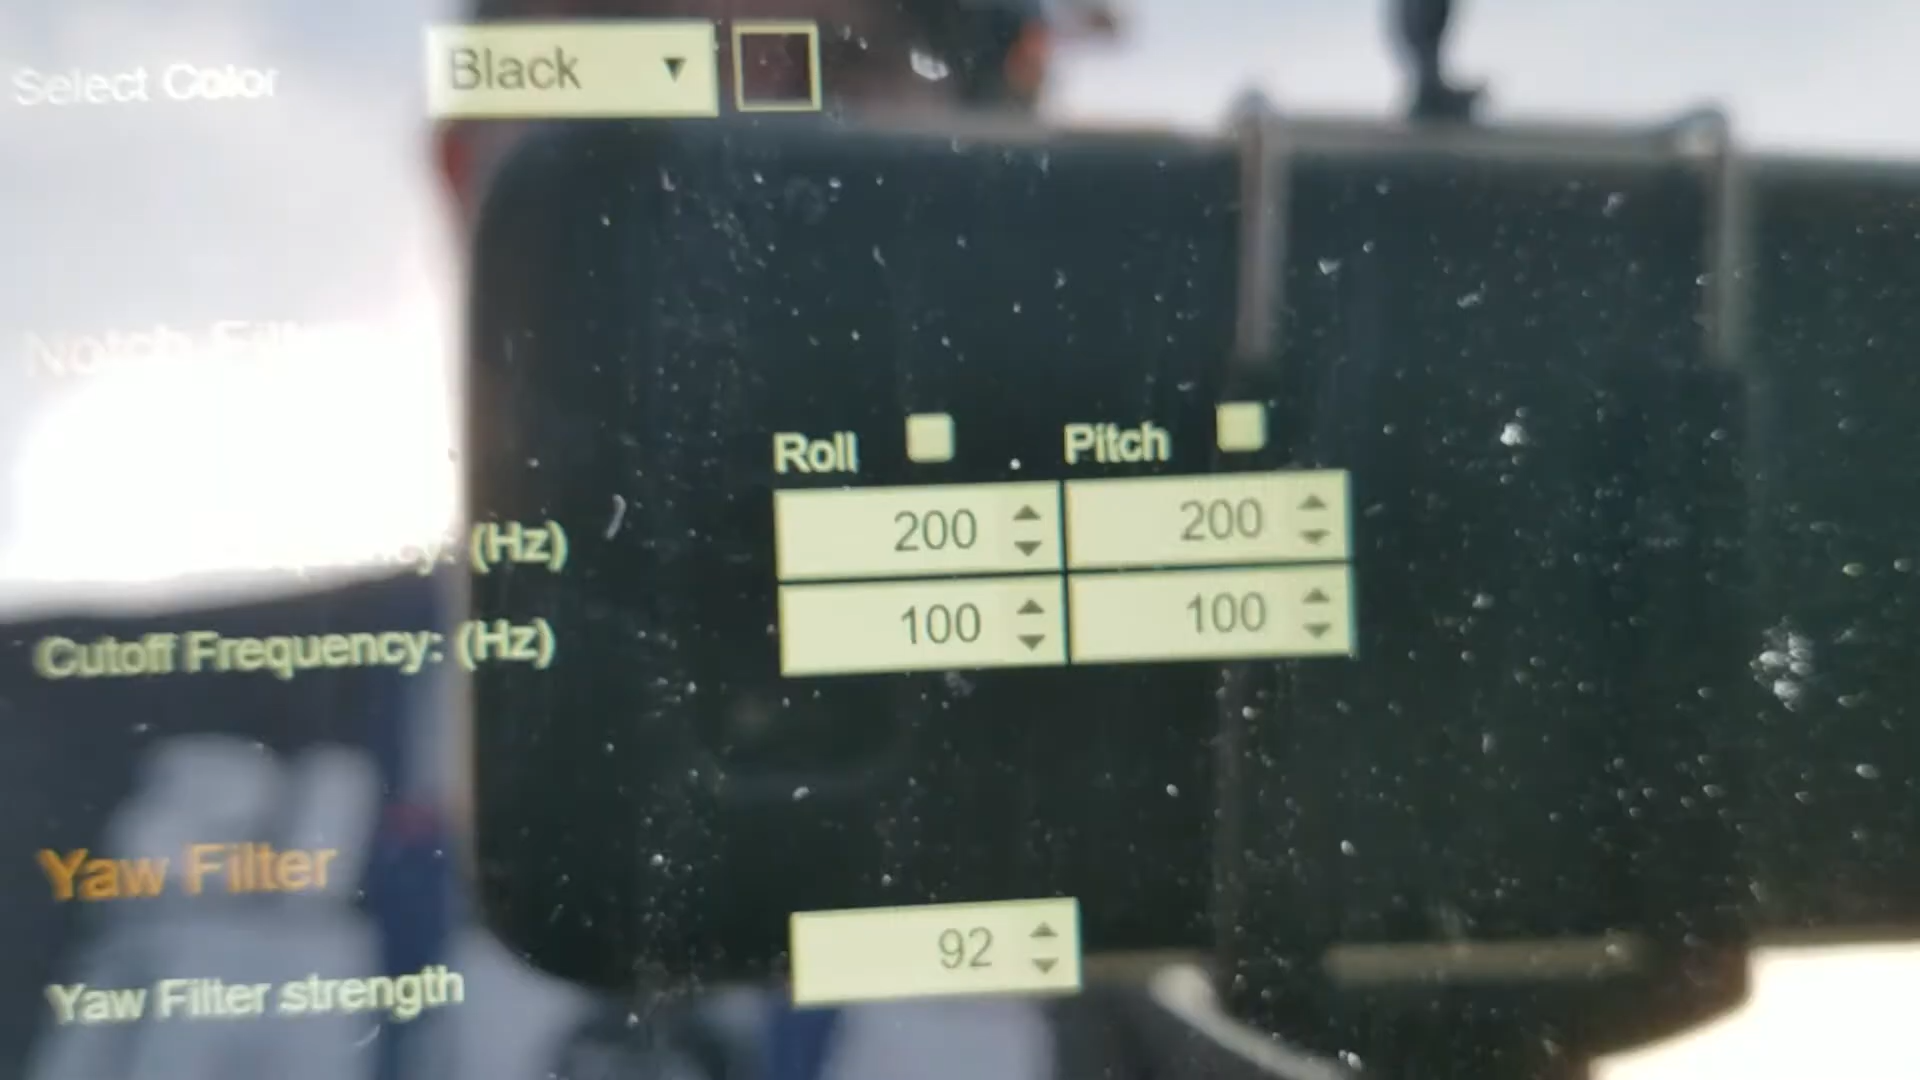 Select Color Black
Notch
Roll Pitch
(Hz) 200 200
Cutoff Frequency: (Hz) 100 100
Yaw Filter
Yaw Filter strength 92